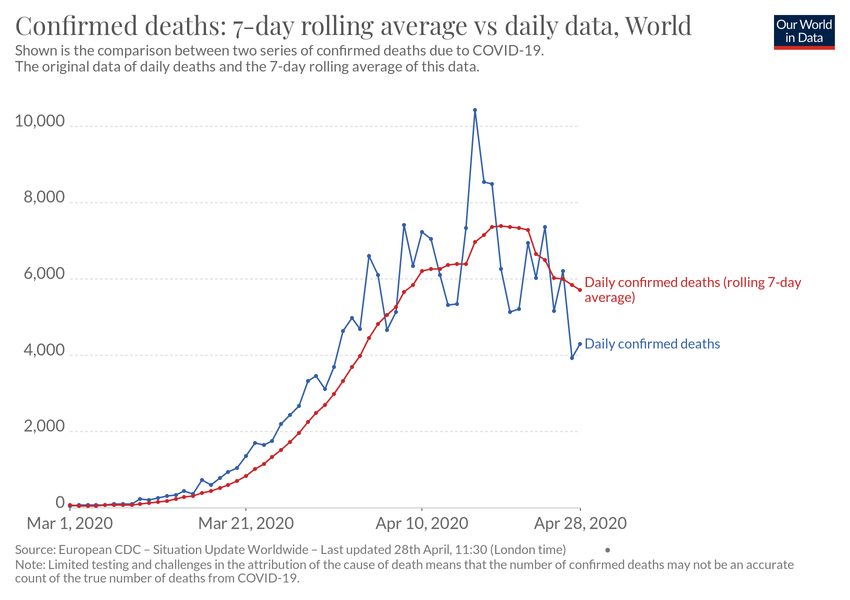 Confirmed deaths: 7-day rolling average vs daily data, World
Our World
in Data
Shown is the comparison between two series of confirmed deaths due to COVID-19.
The original data of daily deaths and the 7-day rolling average of this data.
10,000
8,000
6,000
4,000
2,000
0
Daily confirmed deaths (rolling 7-day
average)
Daily confirmed deaths
Mar 1, 2020 Mar 21, 2020 Apr 10, 2020 Apr 28, 2020
Source: European CDC – Situation Update Worldwide – Last updated 28th April, 11:30 (London time) •
Note: Limited testing and challenges in the attribution of the cause of death means that the number of confirmed deaths may not be an accurate
count of the true number of deaths from COVID-19.